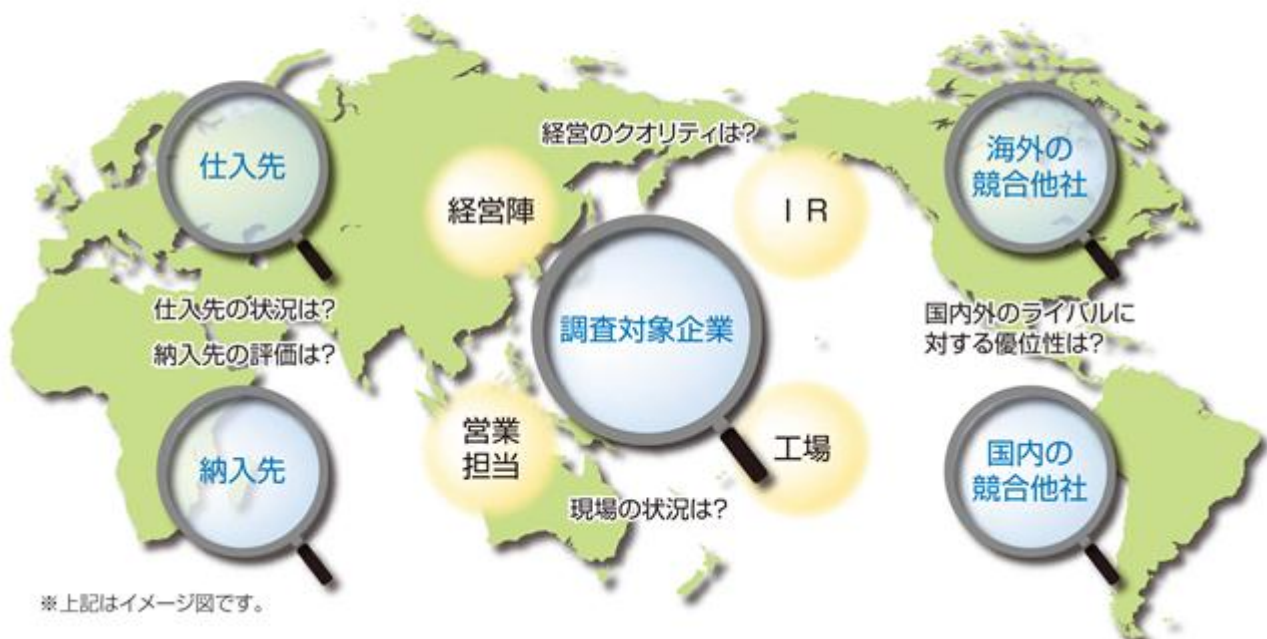 経営のクオリティは?
仕入先
経営陣
ＩＲ
海外の
競合他社
調査対象企業
仕入先の状況は?
納入先の評価は?
国内外のライバルに
対する優位性は?
納入先
営業
担当
工場
国内の
競合他社
現場の状況は?
※上記はイメージ図です。